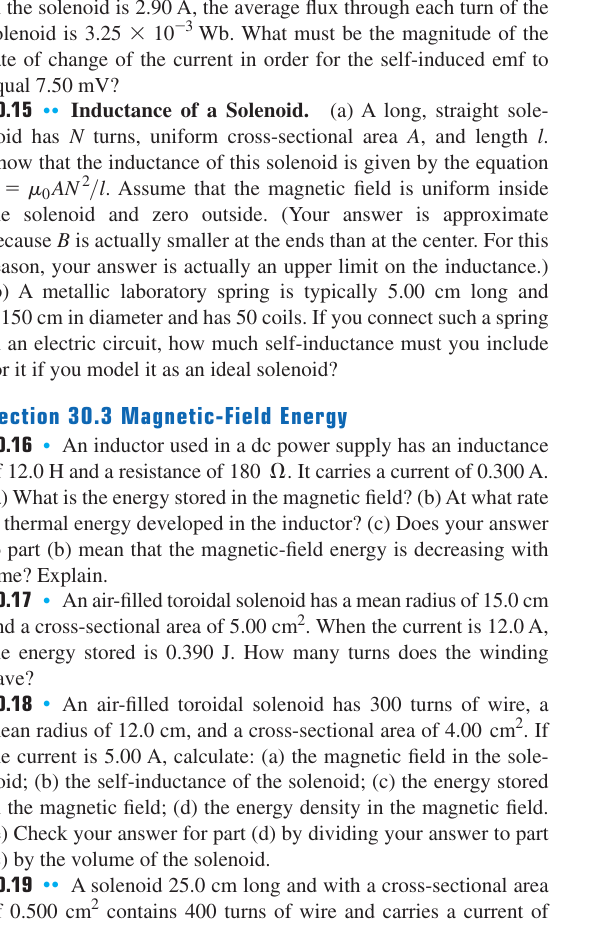 the solenoid is 2.90 A, the average flux through each turn of the
olenoid is 3.25 × 10⁻³ Wb. What must be the magnitude of the
te of change of the current in order for the self-induced emf to
qual 7.50 mV?
0.15 •• Inductance of a Solenoid. (a) A long, straight sole-
oid has N turns, uniform cross-sectional area A, and length l.
how that the inductance of this solenoid is given by the equation
= μ₀AN²/l. Assume that the magnetic field is uniform inside
e solenoid and zero outside. (Your answer is approximate
ecause B is actually smaller at the ends than at the center. For this
eason, your answer is actually an upper limit on the inductance.)
) A metallic laboratory spring is typically 5.00 cm long and
150 cm in diameter and has 50 coils. If you connect such a spring
an electric circuit, how much self-inductance must you include
r it if you model it as an ideal solenoid?
ection 30.3 Magnetic-Field Energy
0.16 • An inductor used in a dc power supply has an inductance
f 12.0 H and a resistance of 180 Ω. It carries a current of 0.300 A.
) What is the energy stored in the magnetic field? (b) At what rate
thermal energy developed in the inductor? (c) Does your answer
part (b) mean that the magnetic-field energy is decreasing with
me? Explain.
0.17 • An air-filled toroidal solenoid has a mean radius of 15.0 cm
nd a cross-sectional area of 5.00 cm². When the current is 12.0 A,
e energy stored is 0.390 J. How many turns does the winding
ave?
0.18 • An air-filled toroidal solenoid has 300 turns of wire, a
ean radius of 12.0 cm, and a cross-sectional area of 4.00 cm². If
e current is 5.00 A, calculate: (a) the magnetic field in the sole-
oid; (b) the self-inductance of the solenoid; (c) the energy stored
the magnetic field; (d) the energy density in the magnetic field.
) Check your answer for part (d) by dividing your answer to part
) by the volume of the solenoid.
0.19 •• A solenoid 25.0 cm long and with a cross-sectional area
f 0.500 cm² contains 400 turns of wire and carries a current of